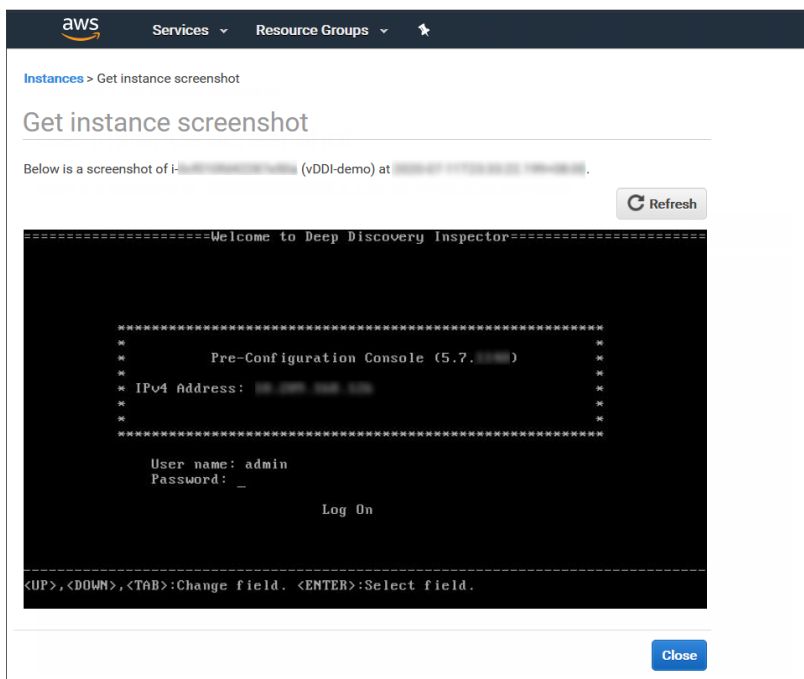 aws Services Resource Groups
Instances > Get instance screenshot
Get instance screenshot
Below is a screenshot of i- (vDDI-demo) at .
Refresh
======================Welcome to Deep Discovery Inspector=======================
*********************************************************
* *
* Pre-Configuration Console (5.7. ) *
* *
* IPv4 Address: *
* *
* *
*********************************************************
User name: admin
Password: _
Log On
--------------------------------------------------------------------------------
<UP>,<DOWN>,<TAB>:Change field. <ENTER>:Select field.
Close